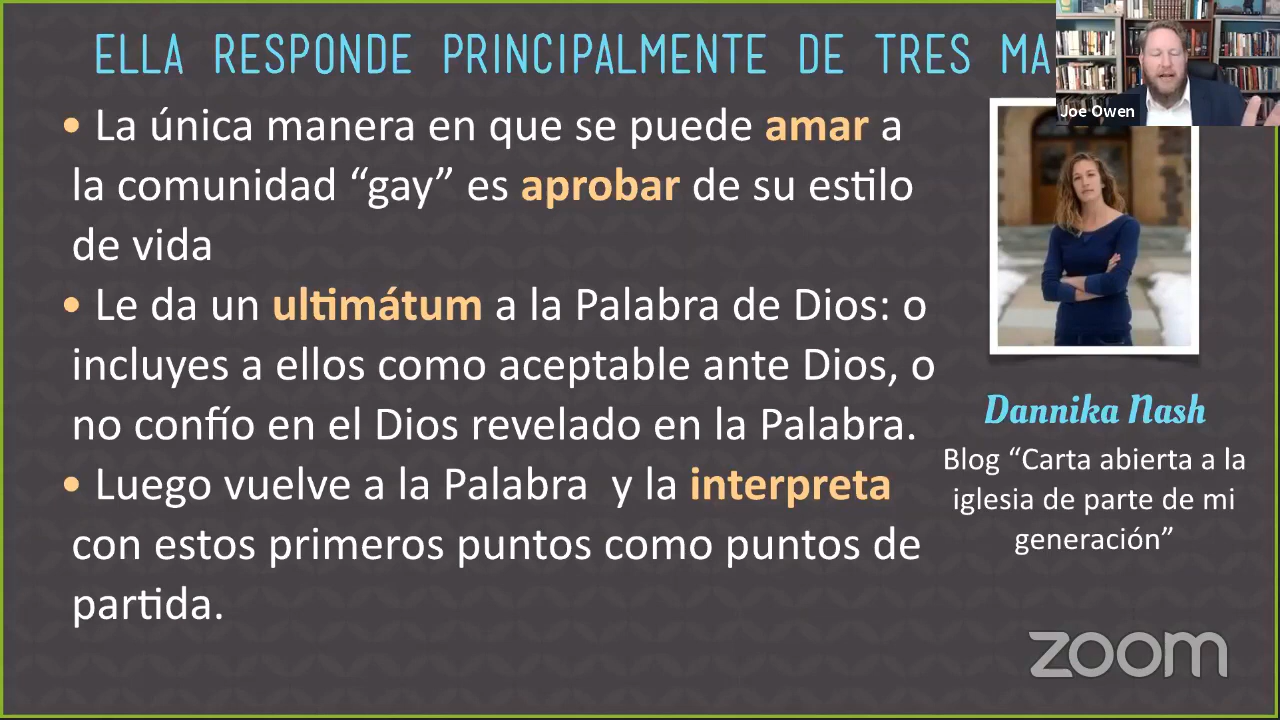 ELLA RESPONDE PRINCIPALMENTE DE TRES MA
Joe Owen
• La única manera en que se puede amar a
la comunidad “gay” es aprobar de su estilo
de vida
• Le da un ultimátum a la Palabra de Dios: o
incluyes a ellos como aceptable ante Dios, o
no confío en el Dios revelado en la Palabra.
• Luego vuelve a la Palabra y la interpreta
con estos primeros puntos como puntos de
partida.
Dannika Nash
Blog “Carta abierta a la
iglesia de parte de mi
generación”
zoom